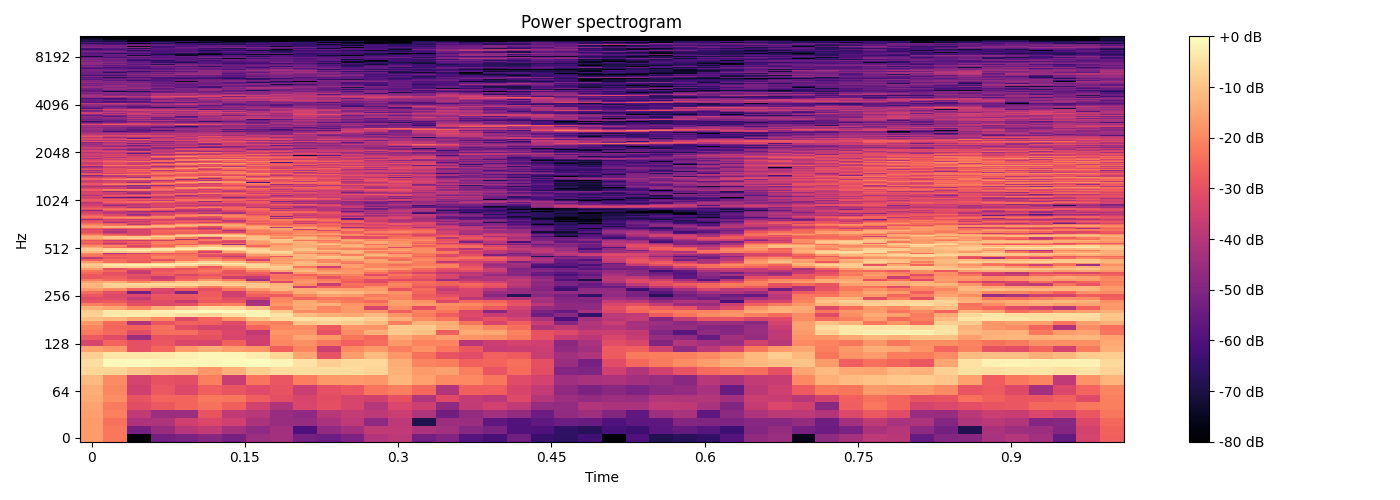 Power spectrogram
8192
4096
2048
1024
512
256
128
64
0
Hz
0 0.15 0.3 0.45 0.6 0.75 0.9
Time
+0 dB
-10 dB
-20 dB
-30 dB
-40 dB
-50 dB
-60 dB
-70 dB
-80 dB